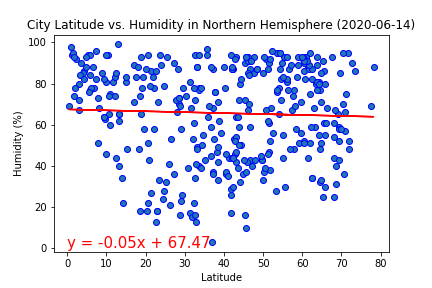 City Latitude vs. Humidity in Northern Hemisphere (2020-06-14)
100
80
60
40
20
0
Humidity (%)
y = -0.05x + 67.47
0 10 20 30 40 50 60 70 80
Latitude